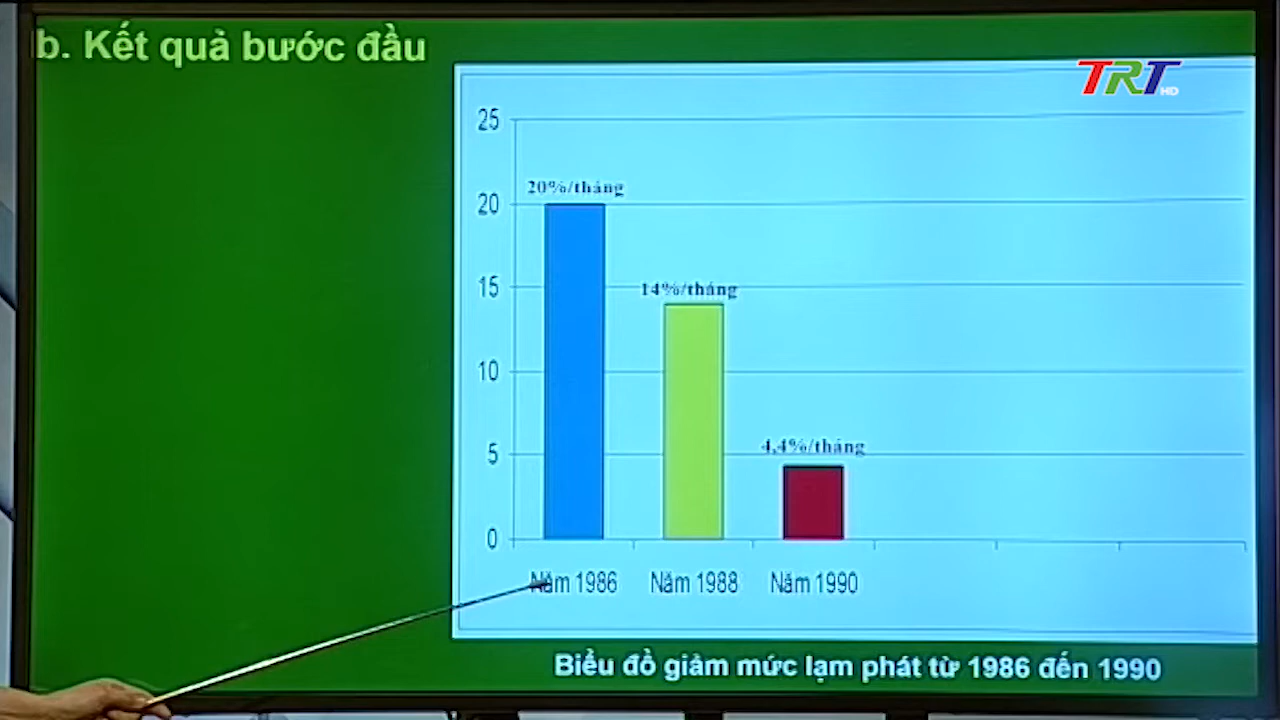 b. Kết quả bước đầu
TRT HD
25
20%/tháng
20
14%/tháng
15
10
4,4%/tháng
5
0
Năm 1986 Năm 1988 Năm 1990
Biểu đồ giảm mức lạm phát từ 1986 đến 1990